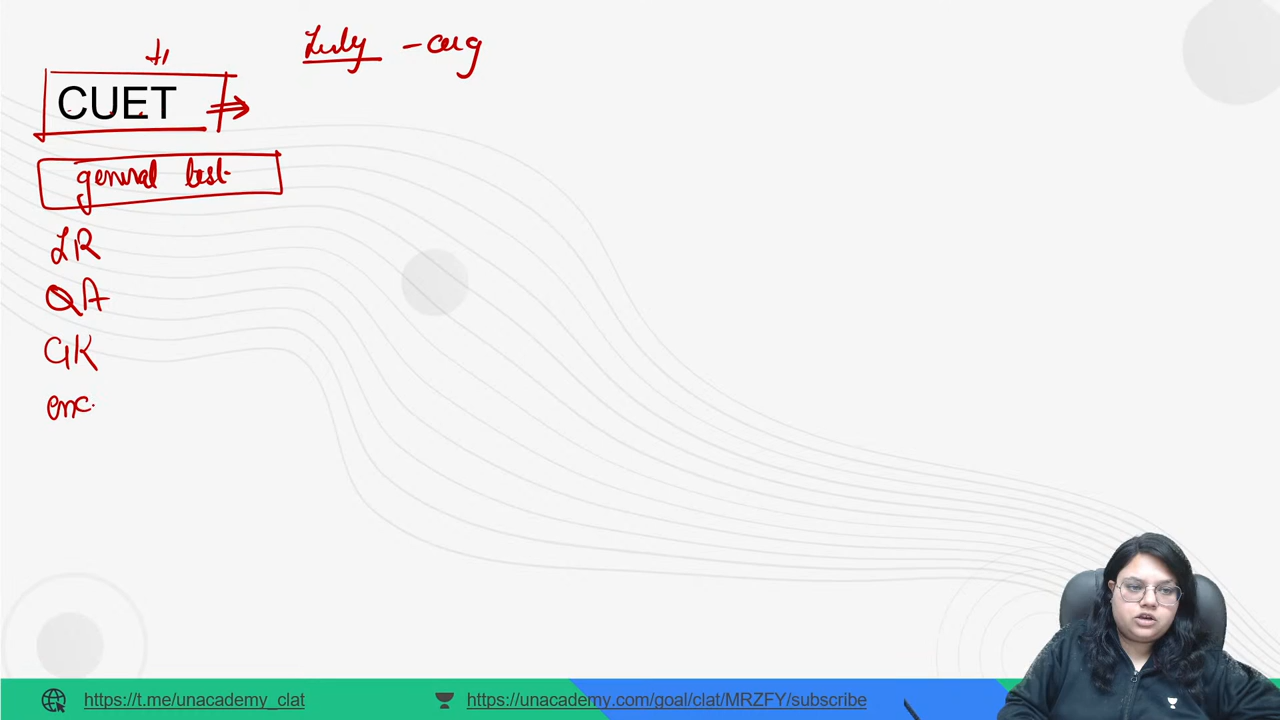 July - aug
CUET
general test
LR
QA
GK
https://t.me/unacademy_clat
https://unacademy.com/goal/clat/MRZFY/subscribe